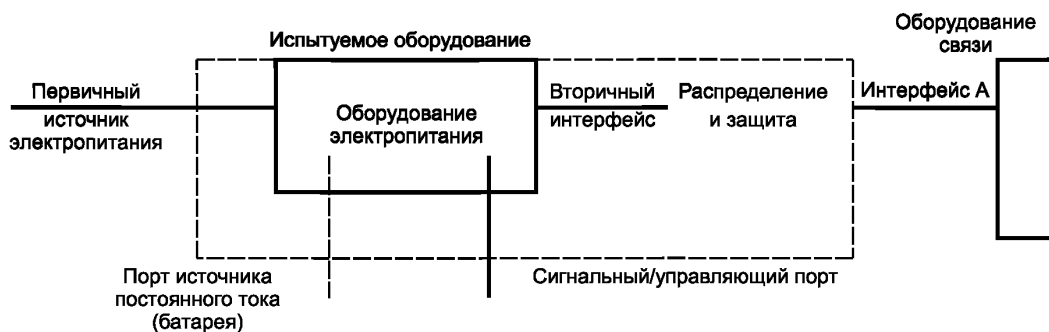 Оборудование
связи
Испытуемое оборудование
Первичный
источник
электропитания
Оборудование
электропитания
Вторичный
интерфейс
Распределение
и защита
Интерфейс А
Порт источника
постоянного тока
(батарея)
Сигнальный/управляющий порт